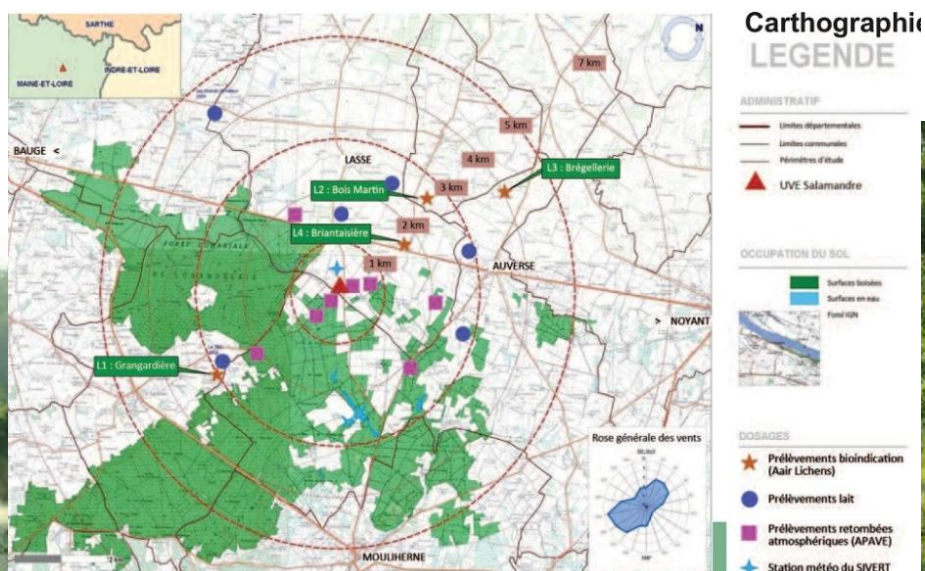 Carthographie
LEGENDE
SARTHE
INDRE-ET-LOIRE
MAINE-ET-LOIRE
N
7 km
5 km
BAUGE <
LASSE
4 km
L3 : Brégellerie
L2 : Bois Martin
3 km
2 km
L4 : Briantaisière
1 km
AUVERSE
> NOYANT
L1 : Grangardière
Rose générale des vents
MOULIHERNE
ADMINISTRATIF
Limites départementales
Limites communales
Périmètres d'étude
UVE Salamandre
OCCUPATION DU SOL
Surfaces boisées
Surfaces en eau
Fond IGN
DOSAGES
Prélèvements bioindication
(Aair Lichens)
Prélèvements lait
Prélèvements retombées
atmosphériques (APAVE)
Station météo du SIVERT